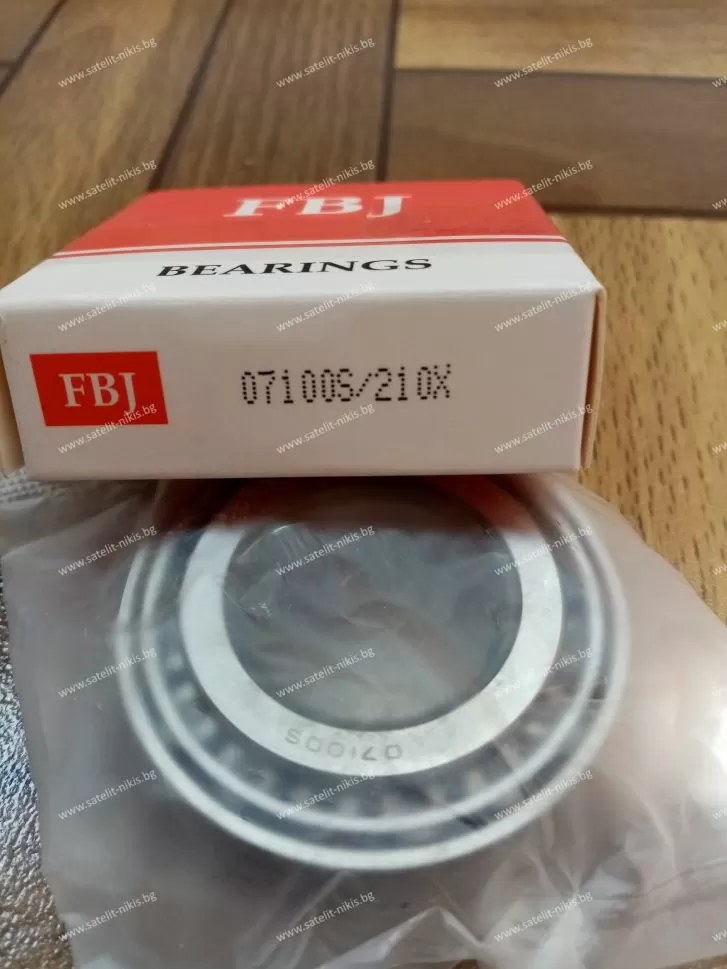 FBJ
BEARINGS
FBJ
07100S/210X
07100S
www.satelit-nikis.bg